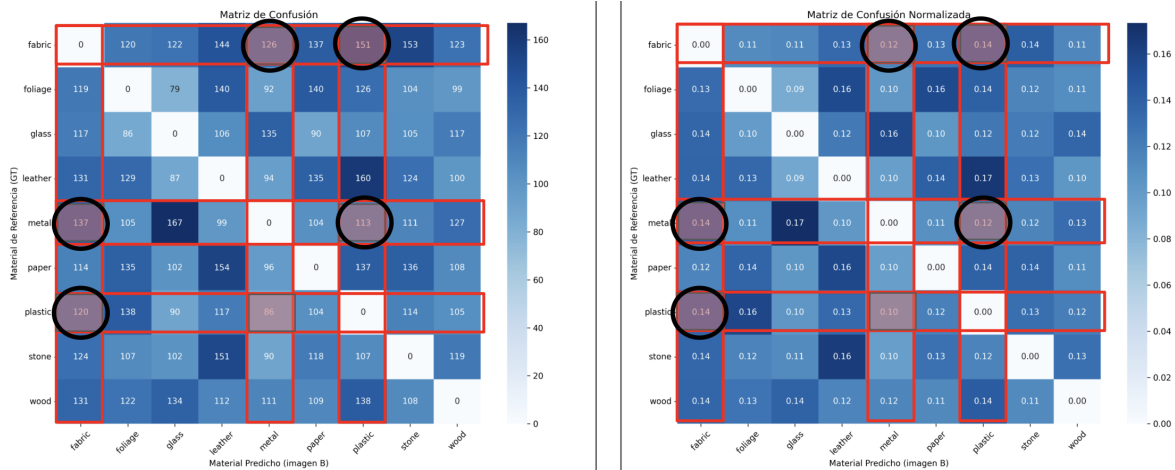 Matriz de Confusión
Material de Referencia (GT)
fabric 0 120 122 144 126 137 151 153 123
foliage 119 0 79 140 92 140 126 104 99
glass 117 86 0 106 135 90 107 105 117
leather 131 129 87 0 94 135 160 124 100
metal 137 105 167 99 0 104 113 111 127
paper 114 135 102 154 96 0 137 136 108
plastic 120 138 90 117 86 104 0 114 105
stone 124 107 102 151 90 118 107 0 119
wood 131 122 134 112 111 109 138 108 0
fabric foliage glass leather metal paper plastic stone wood
Material Predicho (imagen B)
160
140
120
100
80
60
40
20
0
Matriz de Confusión Normalizada
Material de Referencia (GT)
fabric 0.00 0.11 0.11 0.13 0.12 0.13 0.14 0.14 0.11
foliage 0.13 0.00 0.09 0.16 0.10 0.16 0.14 0.12 0.11
glass 0.14 0.10 0.00 0.12 0.16 0.10 0.12 0.12 0.14
leather 0.14 0.13 0.09 0.00 0.10 0.14 0.17 0.13 0.10
metal 0.14 0.11 0.17 0.10 0.00 0.11 0.12 0.12 0.13
paper 0.12 0.14 0.10 0.16 0.10 0.00 0.14 0.14 0.11
plastic 0.14 0.16 0.10 0.13 0.10 0.12 0.00 0.13 0.12
stone 0.14 0.12 0.11 0.16 0.10 0.13 0.12 0.00 0.13
wood 0.14 0.13 0.14 0.12 0.12 0.11 0.14 0.11 0.00
fabric foliage glass leather metal paper plastic stone wood
Material Predicho (imagen B)
0.16
0.14
0.12
0.10
0.08
0.06
0.04
0.02
0.00